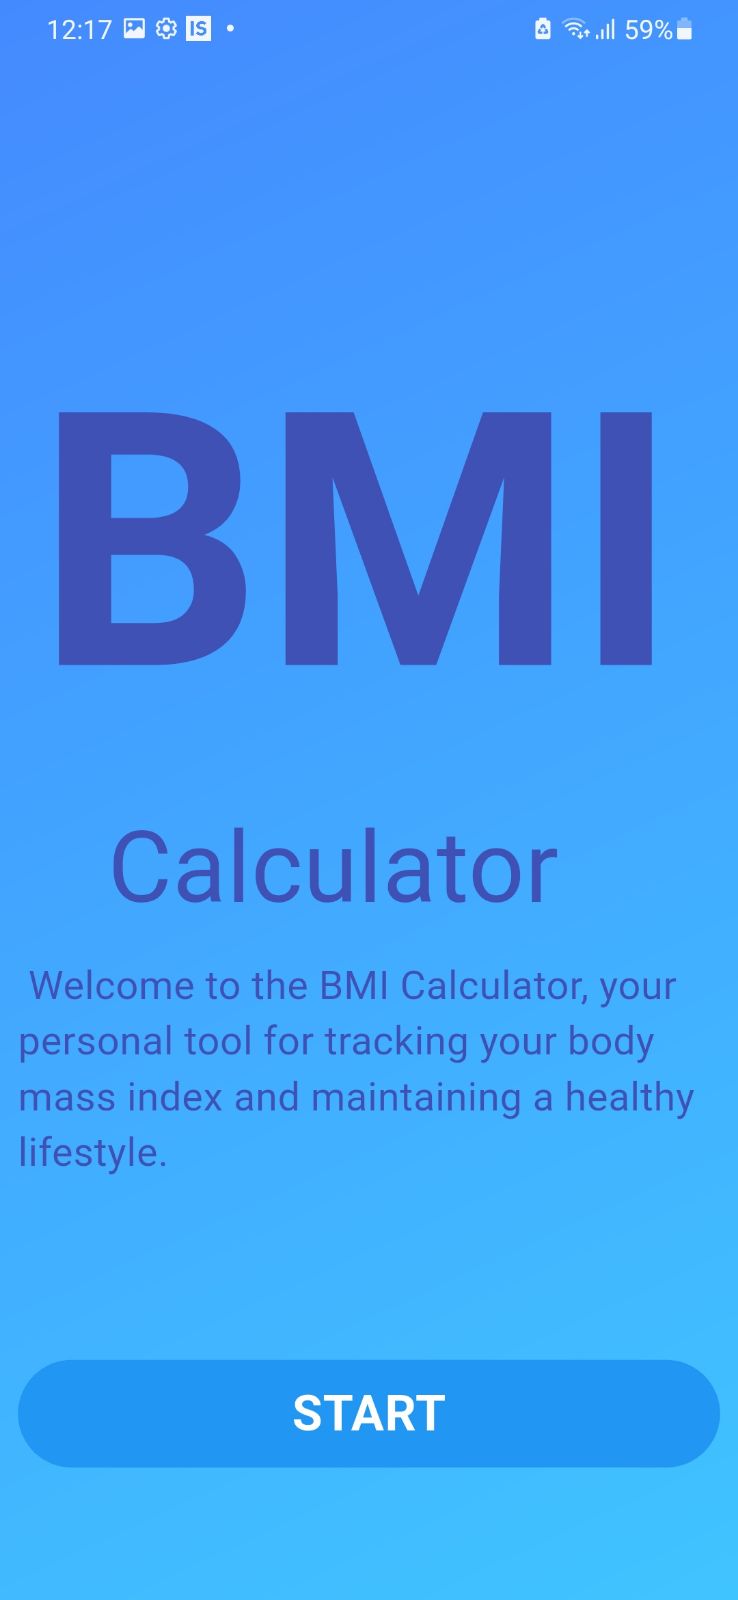 12:17 IS 59%
BMI
Calculator
Welcome to the BMI Calculator, your
personal tool for tracking your body
mass index and maintaining a healthy
lifestyle.
START